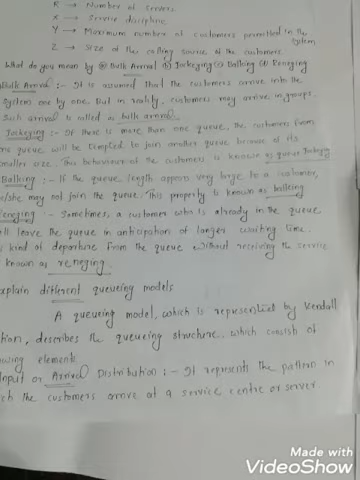 R → Number of servers
X → Service discipline
Y → Maximum number of customers permitted in the system
Z → Size of the calling source of the customers.
What do you mean by @ Bulk Arrival ⓑ Jockeying © Balking ⓓ Reneging
Bulk Arrival :- It is assumed that the customers arrive into the
system one by one. But in reality, customers may arrive in groups.
Such arrival is called as bulk arrival.
Jockeying :- If there is more than one queue, the customers from
one queue will be tempted to join another queue because of its
smaller size. This behaviour of the customers is known as queue Jockeying
Balking :- If the queue length appears very large to a customer,
he/she may not join the queue. This property is known as balking
Reneging :- Sometimes, a customer who is already in the queue
will leave the queue in anticipation of longer waiting time.
kind of departure from the queue without receiving the service
known as reneging.
explain different queueing models
A queueing model, which is represented by Kendall
tion, describes the queueing structure which consist of
owing elements
Input or Arrival Distribution :- It represents the pattern in
ch the customers arrive at a service centre or server.
Made with
VideoShow